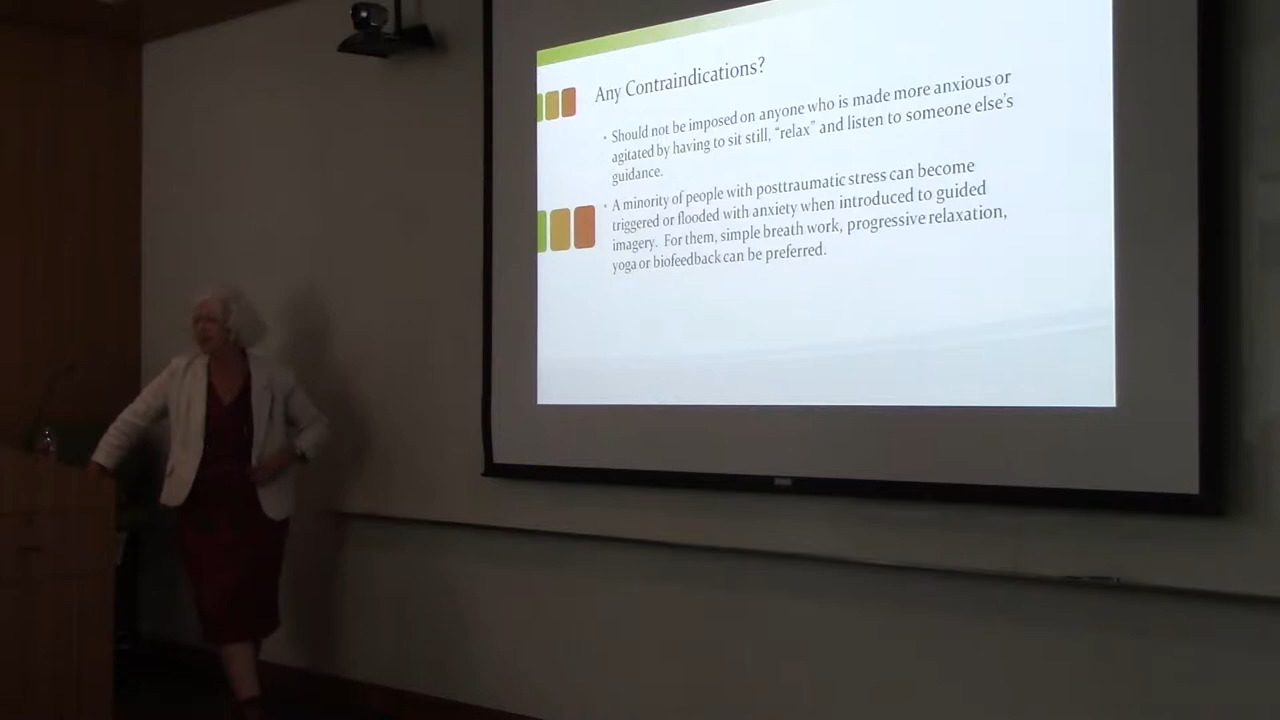 Any Contraindications?
• Should not be imposed on anyone who is made more anxious or
agitated by having to sit still, “relax” and listen to someone else’s
guidance.
• A minority of people with posttraumatic stress can become
triggered or flooded with anxiety when introduced to guided
imagery.  For them, simple breath work, progressive relaxation,
yoga or biofeedback can be preferred.